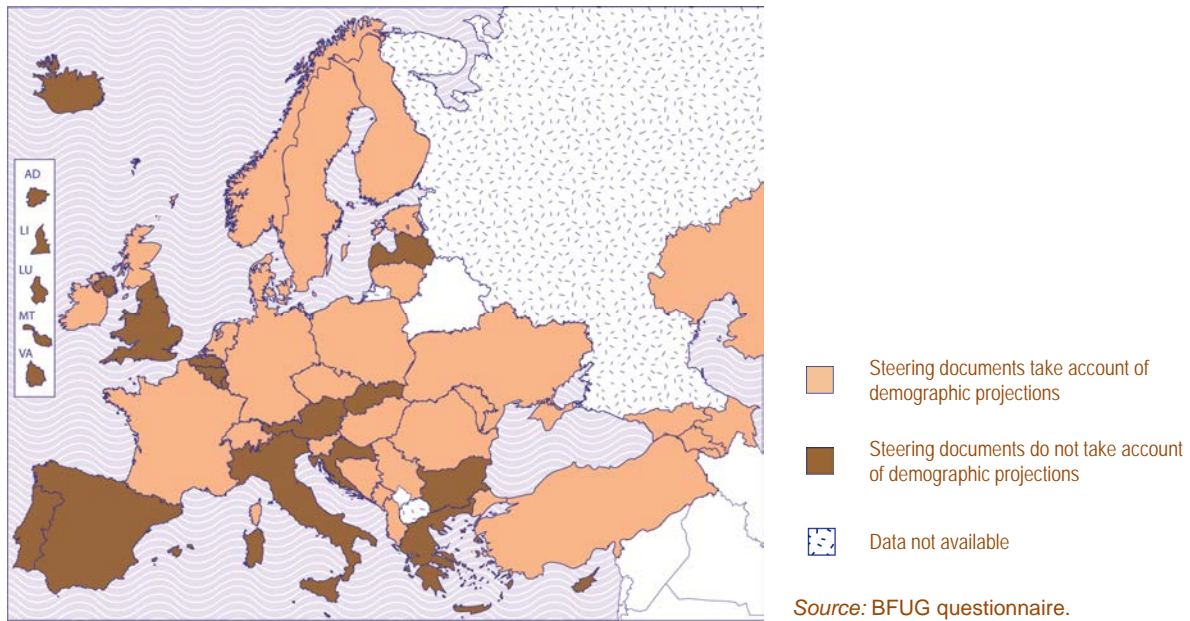 AD
LI
LU
MT
VA
Steering documents take account of
demographic projections
Steering documents do not take account
of demographic projections
Data not available
Source: BFUG questionnaire.